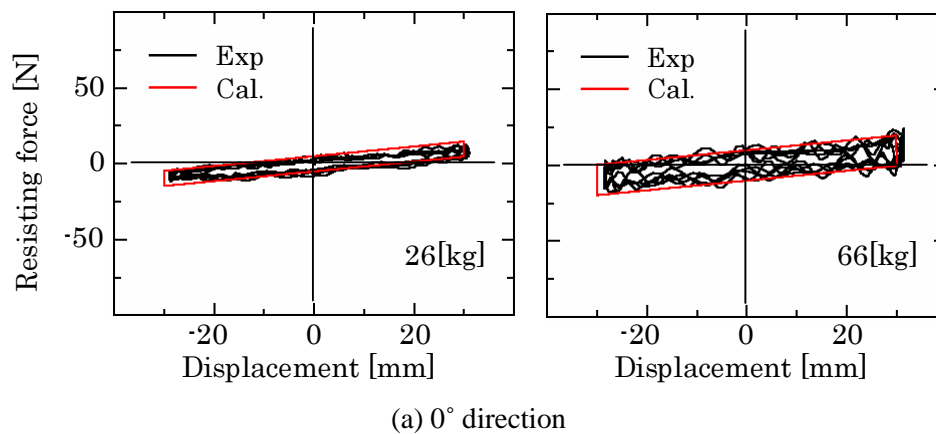 Resisting force [N]
50
0
-50
Exp
Cal.
26[kg]
-20
0
20
Displacement [mm]
Exp
Cal.
66[kg]
-20
0
20
Displacement [mm]
(a) 0˚ direction